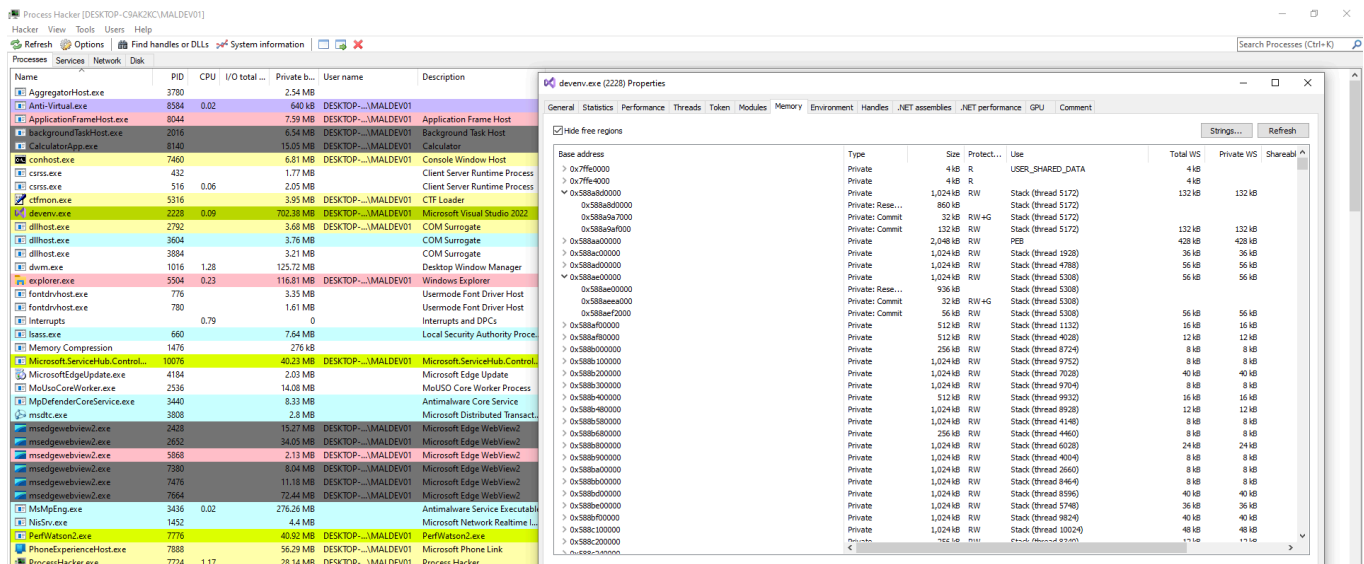 Process Hacker [DESKTOP-C9AK2KC\MALDEV01]
Hacker View Tools Users Help
Refresh Options Find handles or DLLs System information Search Processes (Ctrl+K)
Processes Services Network Disk
Name PID CPU I/O total ... Private b... User name Description
AggregatorHost.exe 3780 2.54 MB
Anti-Virtual.exe 8584 0.02 640 kB DESKTOP-...\MALDEV01
ApplicationFrameHost.exe 8044 7.59 MB DESKTOP-...\MALDEV01 Application Frame Host
backgroundTaskHost.exe 2016 6.54 MB DESKTOP-...\MALDEV01 Background Task Host
CalculatorApp.exe 8140 15.05 MB DESKTOP-...\MALDEV01 Calculator
conhost.exe 7460 6.81 MB DESKTOP-...\MALDEV01 Console Window Host
csrss.exe 432 1.77 MB Client Server Runtime Process
csrss.exe 516 0.06 2.05 MB Client Server Runtime Process
ctfmon.exe 5316 3.95 MB DESKTOP-...\MALDEV01 CTF Loader
devenv.exe 2228 0.09 702.38 MB DESKTOP-...\MALDEV01 Microsoft Visual Studio 2022
dllhost.exe 2792 3.68 MB DESKTOP-...\MALDEV01 COM Surrogate
dllhost.exe 3604 3.76 MB COM Surrogate
dllhost.exe 3884 3.21 MB COM Surrogate
dwm.exe 1016 1.28 125.72 MB Desktop Window Manager
explorer.exe 5504 0.23 116.81 MB DESKTOP-...\MALDEV01 Windows Explorer
fontdrvhost.exe 776 3.35 MB Usermode Font Driver Host
fontdrvhost.exe 780 1.61 MB Usermode Font Driver Host
Interrupts 0.79 0 Interrupts and DPCs
lsass.exe 660 7.64 MB Local Security Authority Proce...
Memory Compression 1476 276 kB
Microsoft.ServiceHub.Control... 10076 40.23 MB DESKTOP-...\MALDEV01 Microsoft.ServiceHub.Control...
MicrosoftEdgeUpdate.exe 4184 2.03 MB Microsoft Edge Update
MoUsoCoreWorker.exe 2536 14.08 MB MoUSO Core Worker Process
MpDefenderCoreService.exe 3440 8.33 MB Antimalware Core Service
msdtc.exe 3808 2.8 MB Microsoft Distributed Transact...
msedgewebview2.exe 2428 15.27 MB DESKTOP-...\MALDEV01 Microsoft Edge WebView2
msedgewebview2.exe 2652 34.05 MB DESKTOP-...\MALDEV01 Microsoft Edge WebView2
msedgewebview2.exe 5868 2.13 MB DESKTOP-...\MALDEV01 Microsoft Edge WebView2
msedgewebview2.exe 7380 8.04 MB DESKTOP-...\MALDEV01 Microsoft Edge WebView2
msedgewebview2.exe 7476 11.18 MB DESKTOP-...\MALDEV01 Microsoft Edge WebView2
msedgewebview2.exe 7664 72.44 MB DESKTOP-...\MALDEV01 Microsoft Edge WebView2
MsMpEng.exe 3436 0.02 276.26 MB Antimalware Service Executable
NisSrv.exe 1452 4.4 MB Microsoft Network Realtime I...
PerfWatson2.exe 7776 40.92 MB DESKTOP-...\MALDEV01 PerfWatson2.exe
PhoneExperienceHost.exe 7888 56.29 MB DESKTOP-...\MALDEV01 Microsoft Phone Link
ProcessHacker.exe 7724 1.17 28.14 MB DESKTOP-...\MALDEV01 Process Hacker
devenv.exe (2228) Properties
General Statistics Performance Threads Token Modules Memory Environment Handles .NET assemblies .NET performance GPU Comment
Hide free regions Strings... Refresh
Base address Type Size Protect... Use Total WS Private WS Shareabl
0x7ffe0000 Private 4 kB R USER_SHARED_DATA 4 kB
0x7ffe4000 Private 4 kB R 4 kB
0x588a8d0000 Private 1,024 kB RW Stack (thread 5172) 132 kB 132 kB
0x588a8d0000 Private: Rese... 860 kB Stack (thread 5172)
0x588a9a7000 Private: Commit 32 kB RW+G Stack (thread 5172)
0x588a9af000 Private: Commit 132 kB RW Stack (thread 5172) 132 kB 132 kB
0x588aa00000 Private 2,048 kB RW PEB 428 kB 428 kB
0x588ac00000 Private 1,024 kB RW Stack (thread 1928) 36 kB 36 kB
0x588ad00000 Private 1,024 kB RW Stack (thread 4788) 56 kB 56 kB
0x588ae00000 Private 1,024 kB RW Stack (thread 5308) 56 kB 56 kB
0x588ae00000 Private: Rese... 936 kB Stack (thread 5308)
0x588aeea000 Private: Commit 32 kB RW+G Stack (thread 5308)
0x588aef2000 Private: Commit 56 kB RW Stack (thread 5308) 56 kB 56 kB
0x588af00000 Private 512 kB RW Stack (thread 1132) 16 kB 16 kB
0x588af80000 Private 512 kB RW Stack (thread 4028) 12 kB 12 kB
0x588b000000 Private 256 kB RW Stack (thread 8724) 8 kB 8 kB
0x588b100000 Private 1,024 kB RW Stack (thread 9752) 8 kB 8 kB
0x588b200000 Private 1,024 kB RW Stack (thread 7028) 40 kB 40 kB
0x588b300000 Private 1,024 kB RW Stack (thread 9704) 8 kB 8 kB
0x588b400000 Private 512 kB RW Stack (thread 9932) 16 kB 16 kB
0x588b480000 Private 1,024 kB RW Stack (thread 8928) 12 kB 12 kB
0x588b580000 Private 1,024 kB RW Stack (thread 4148) 8 kB 8 kB
0x588b680000 Private 256 kB RW Stack (thread 4460) 8 kB 8 kB
0x588b800000 Private 1,024 kB RW Stack (thread 6028) 24 kB 24 kB
0x588b900000 Private 1,024 kB RW Stack (thread 4004) 8 kB 8 kB
0x588ba00000 Private 1,024 kB RW Stack (thread 2660) 8 kB 8 kB
0x588bb00000 Private 1,024 kB RW Stack (thread 8464) 8 kB 8 kB
0x588bd00000 Private 1,024 kB RW Stack (thread 8596) 40 kB 40 kB
0x588be00000 Private 1,024 kB RW Stack (thread 5748) 36 kB 36 kB
0x588bf00000 Private 1,024 kB RW Stack (thread 9824) 40 kB 40 kB
0x588c100000 Private 1,024 kB RW Stack (thread 10024) 48 kB 48 kB
0x588c200000 Private 256 kB RW Stack (thread 8340) 12 kB 12 kB